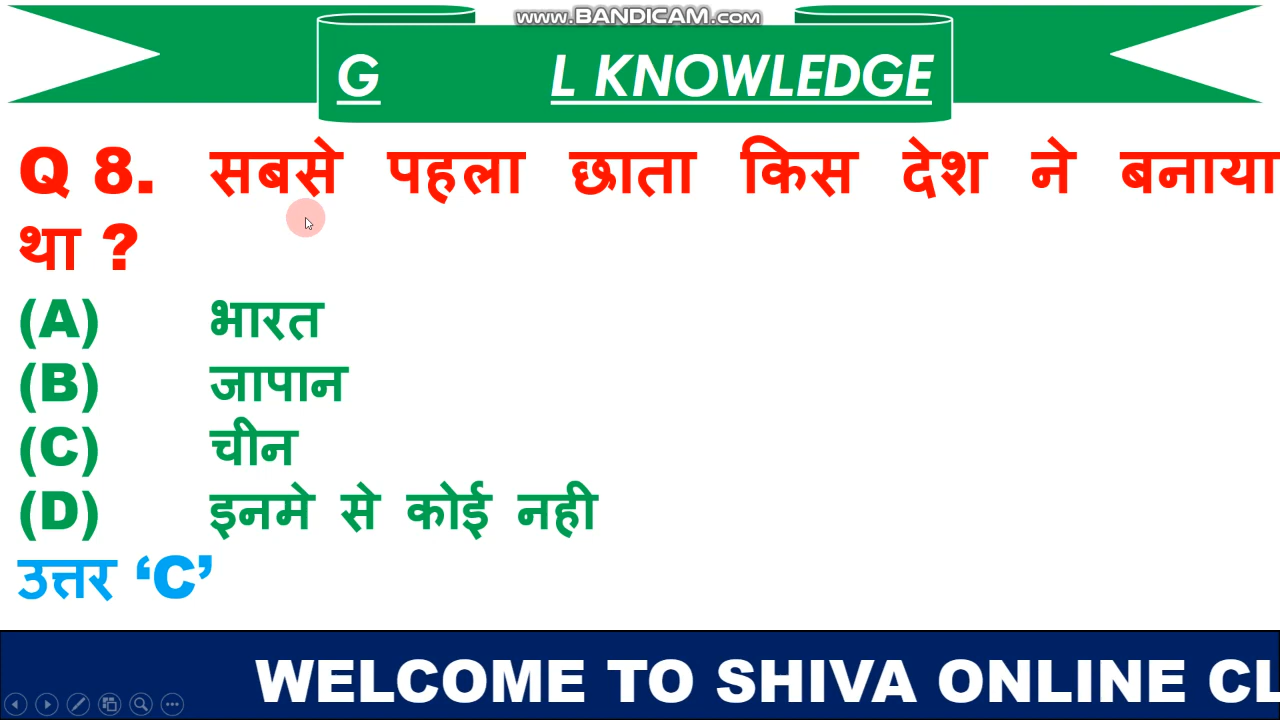 www.BANDICAM.com
G L KNOWLEDGE
Q 8. सबसे पहला छाता किस देश ने बनाया
था ?
(A) भारत
(B) जापान
(C) चीन
(D) इनमे से कोई नही
उत्तर ‘C’
WELCOME TO SHIVA ONLINE CL